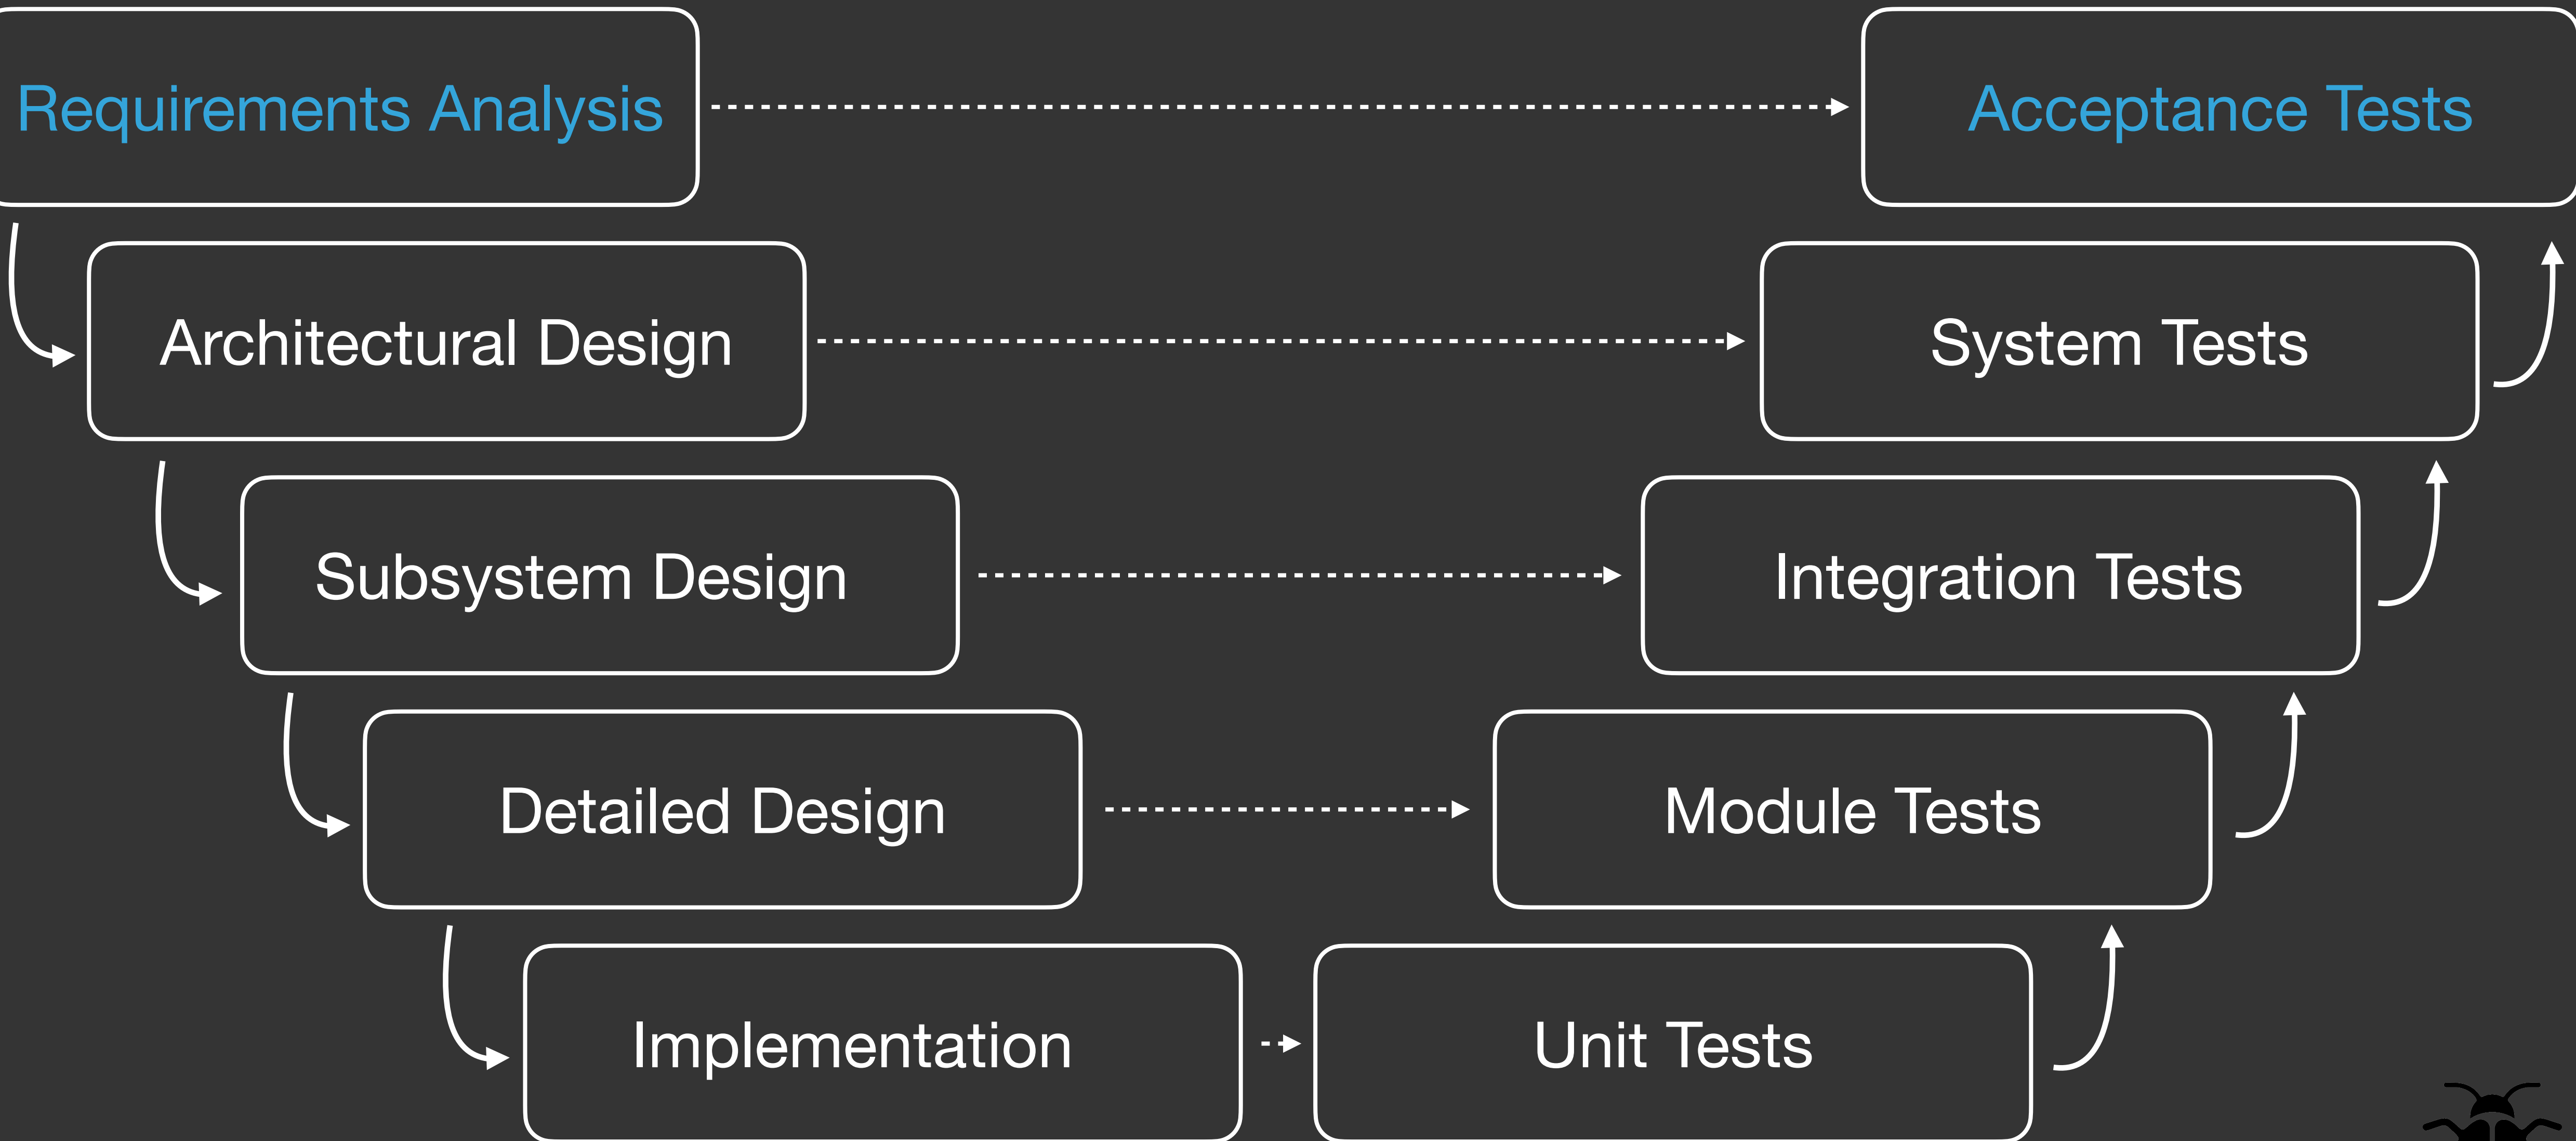 Requirements Analysis
Acceptance Tests
Architectural Design
System Tests
Subsystem Design
Integration Tests
Detailed Design
Module Tests
Implementation
Unit Tests